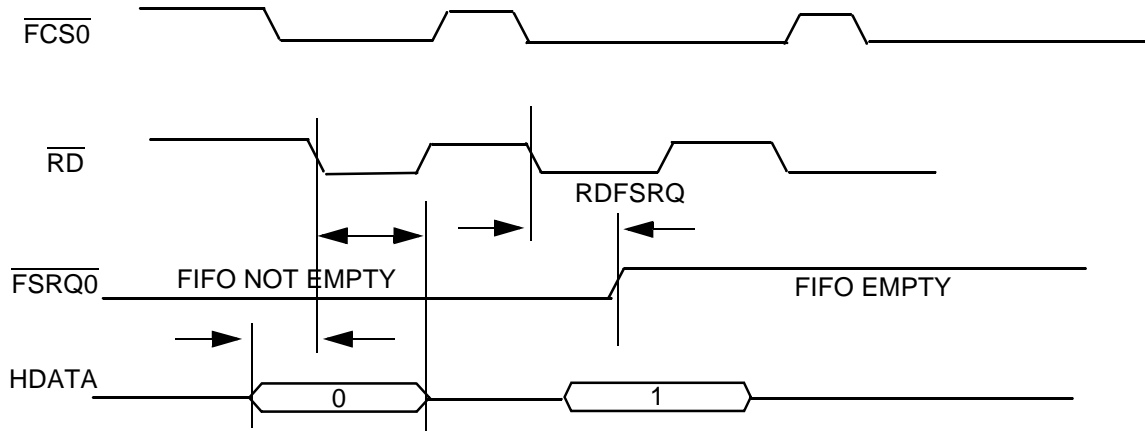 FCS0
RD
RDFSRQ
FSRQ0
FIFO NOT EMPTY
FIFO EMPTY
HDATA
0
1